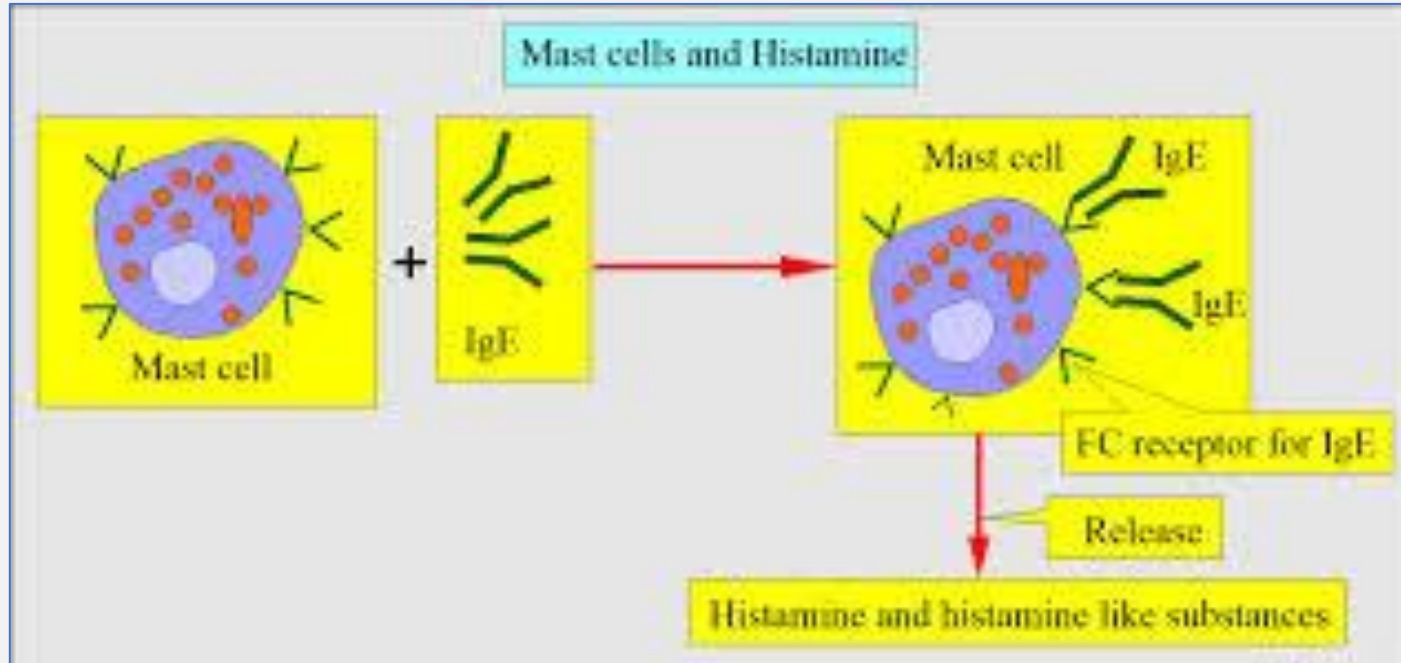 Mast cells and Histamine
Mast cell
IgE
Mast cell
IgE
IgE
FC receptor for IgE
Release
Histamine and histamine like substances